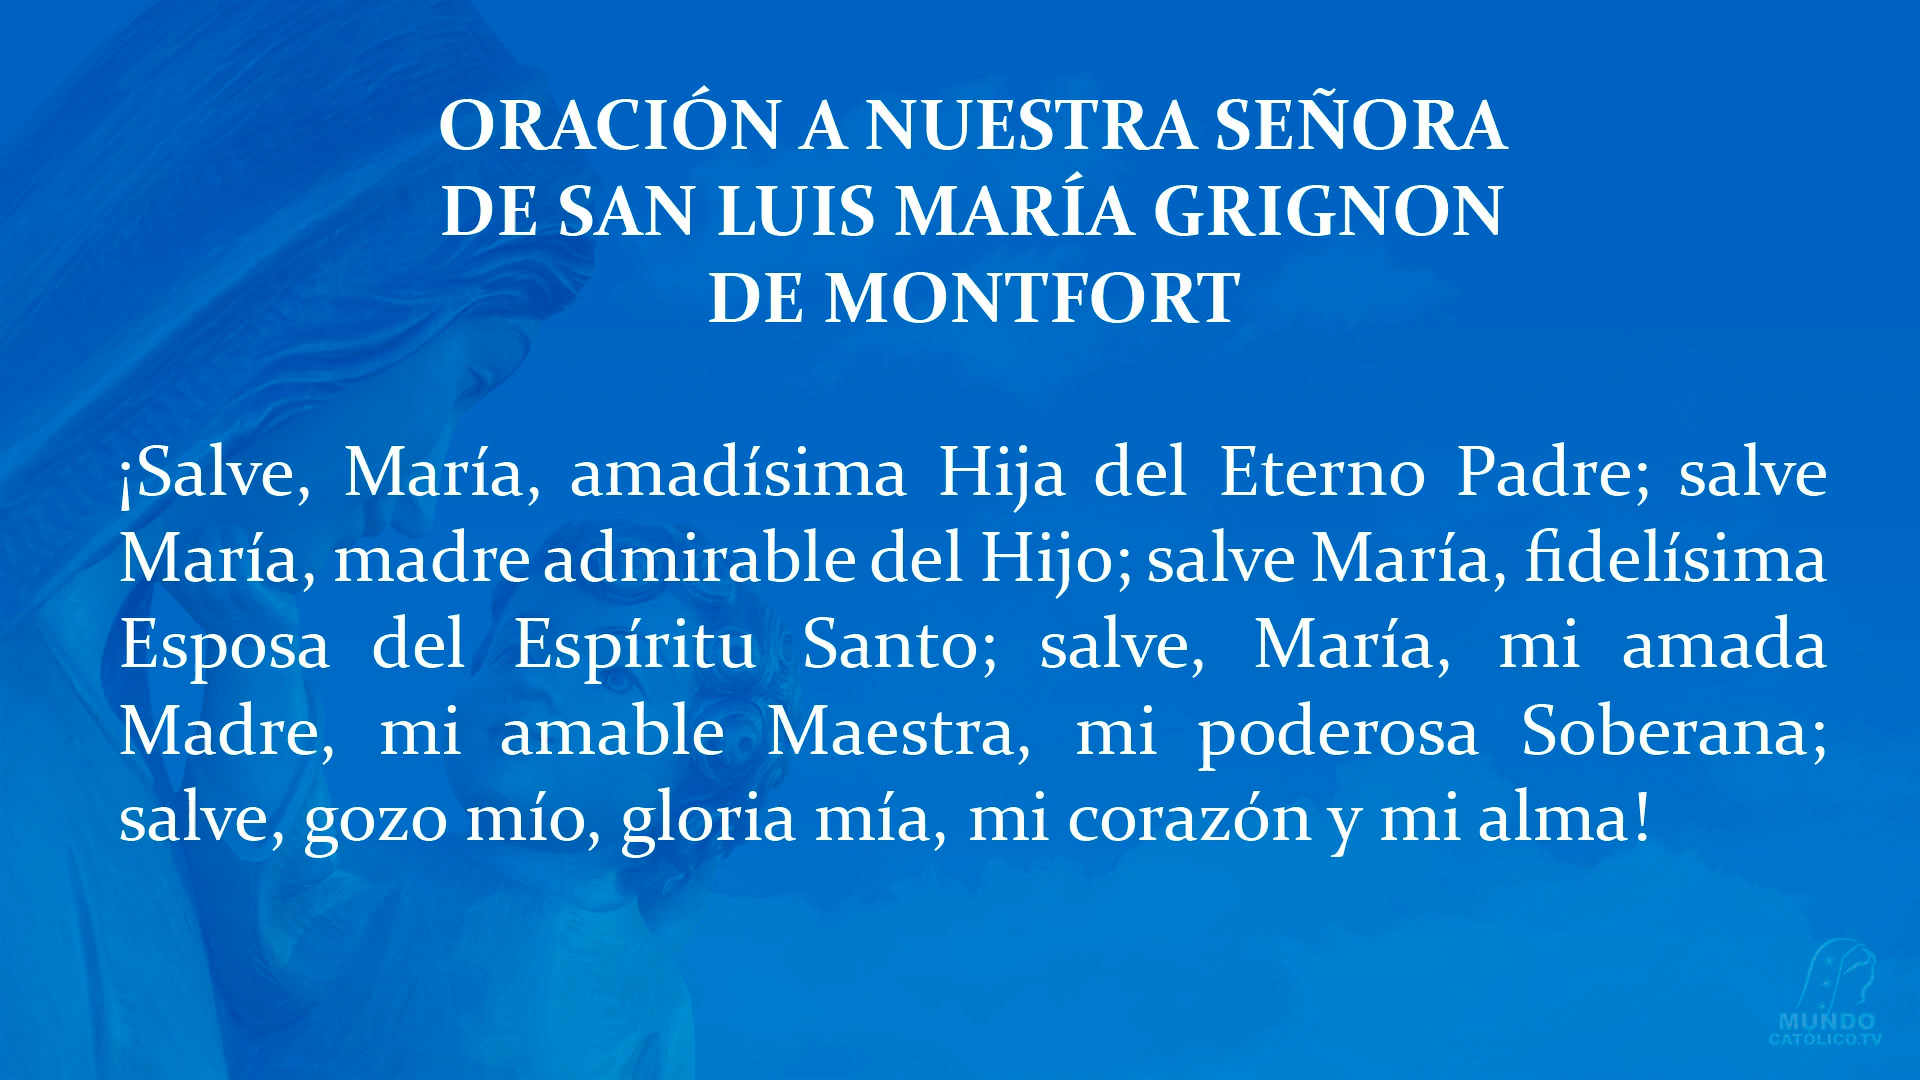 ORACIÓN A NUESTRA SEÑORA
DE SAN LUIS MARÍA GRIGNON
DE MONTFORT
¡Salve, María, amadísima Hija del Eterno Padre; salve
María, madre admirable del Hijo; salve María, fidelísima
Esposa del Espíritu Santo; salve, María, mi amada
Madre, mi amable Maestra, mi poderosa Soberana;
salve, gozo mío, gloria mía, mi corazón y mi alma!
MUNDO
CATOLICO.TV